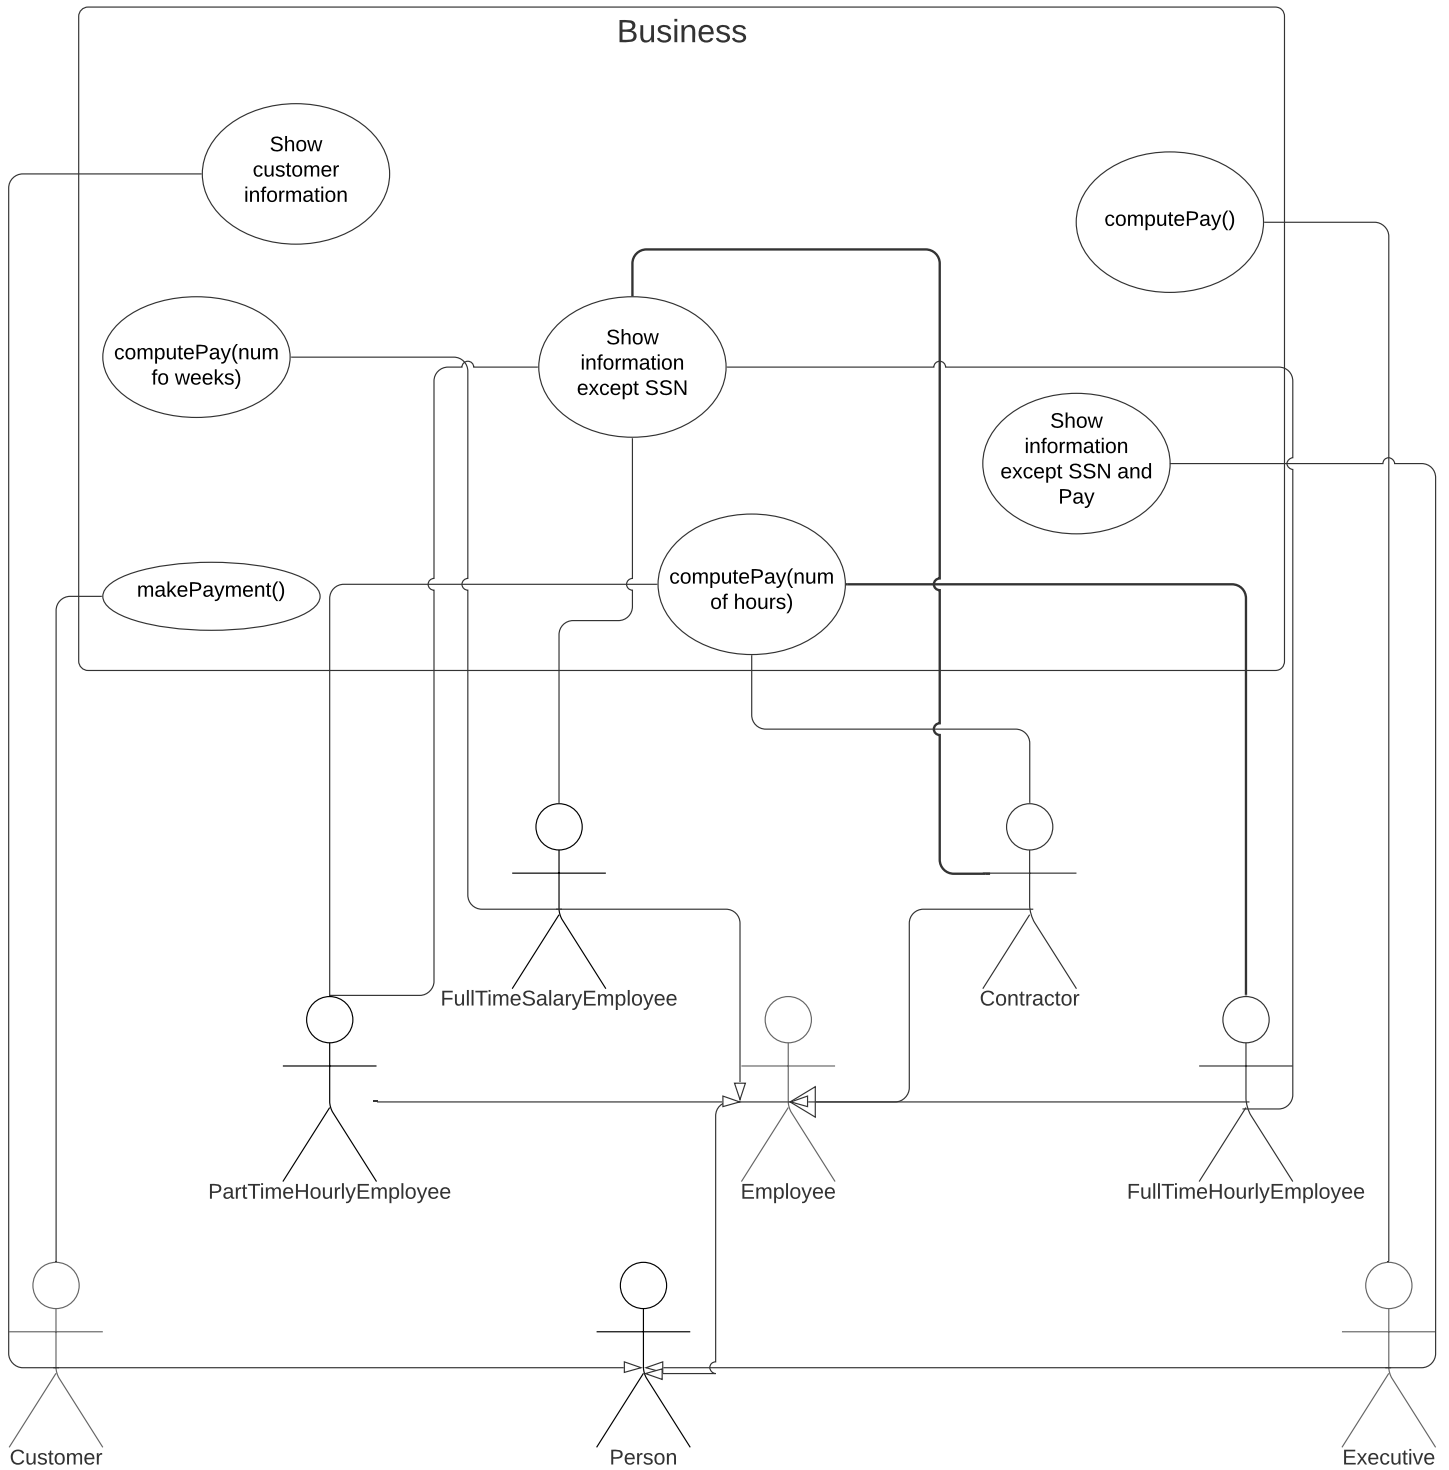 Business
Show
customer
information
computePay()
computePay(num
fo weeks)
Show
information
except SSN
Show
information
except SSN and
Pay
makePayment()
computePay(num
of hours)
FullTimeSalaryEmployee
Contractor
PartTimeHourlyEmployee
Employee
FullTimeHourlyEmployee
Customer
Person
Executive